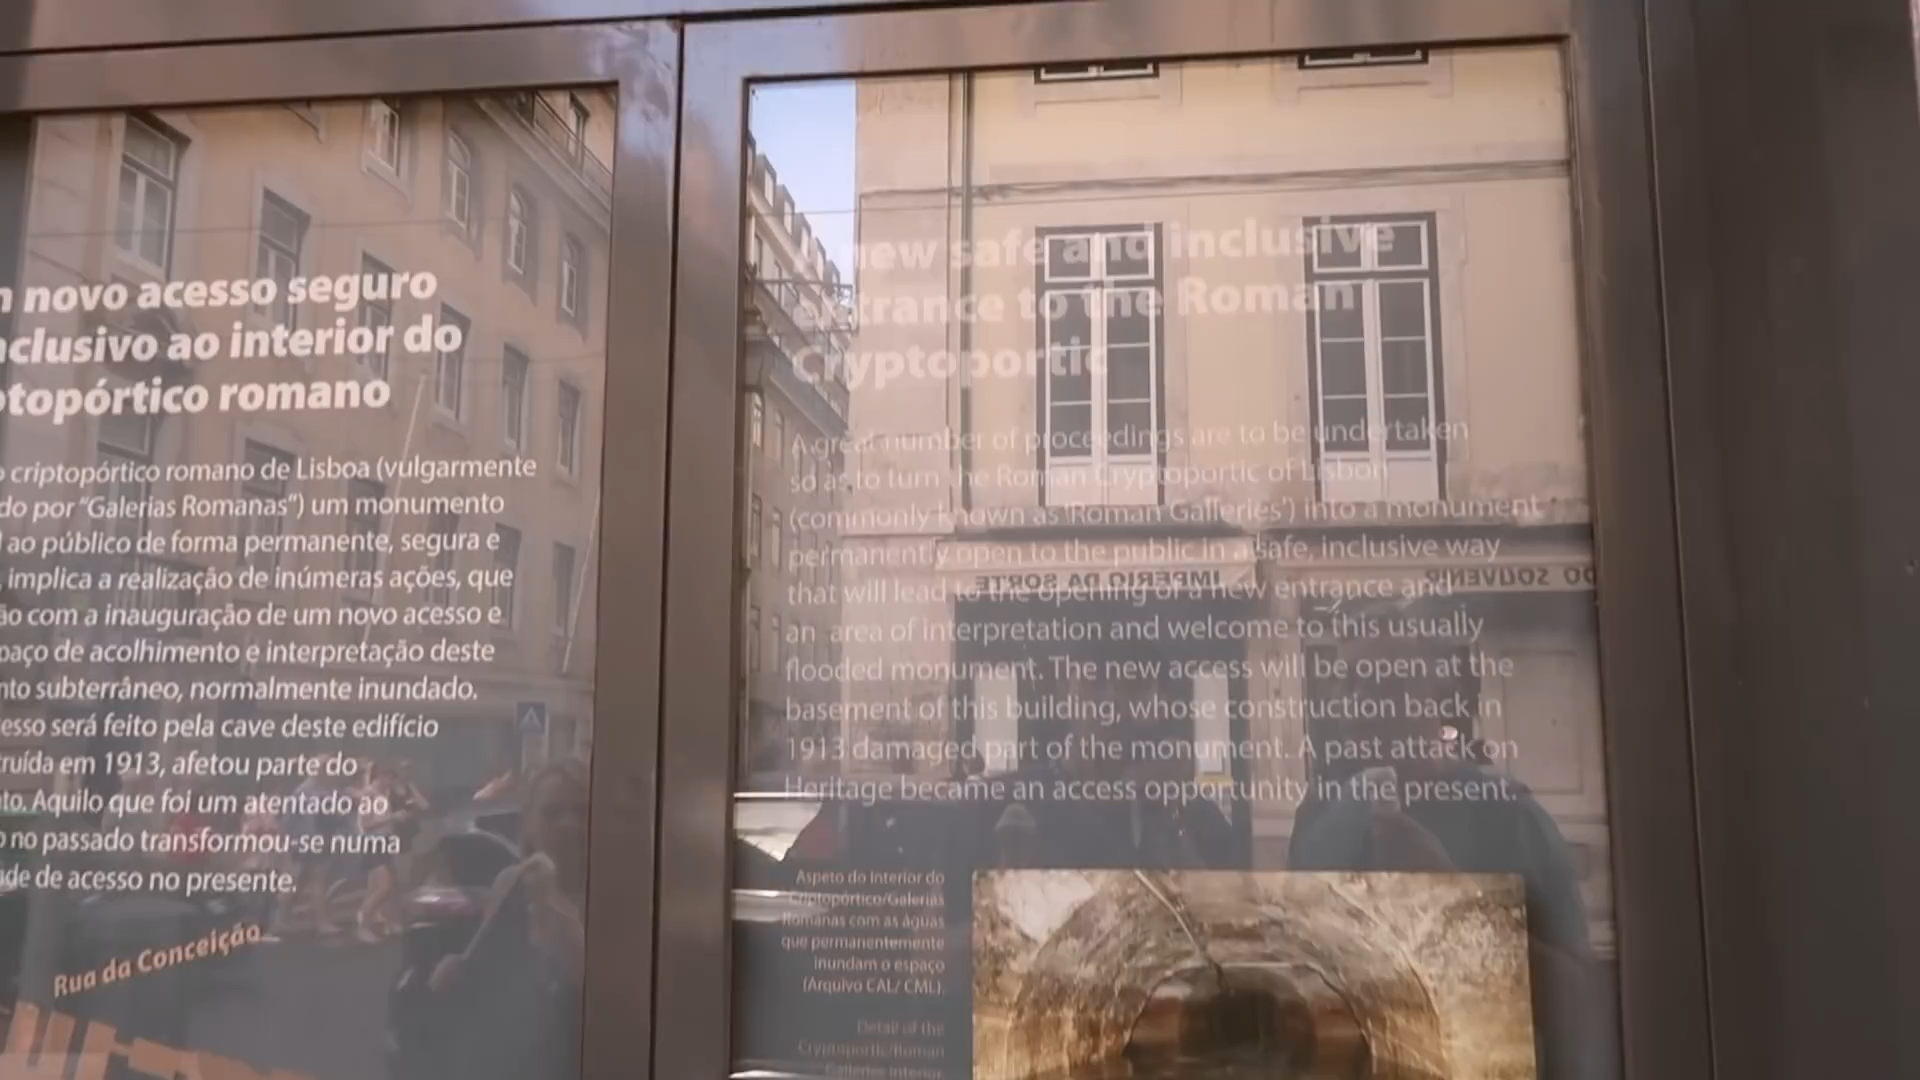 novo acesso seguro
ao interior do
romano
criptopórtico romano de Lisboa (vulgarmente
por “Galerias Romanas”) um monumento
ao público de forma permanente, segura e
implica a realização de inúmeras ações, que
com a inauguração de um novo acesso e
de acolhimento e interpretação deste
subterrâneo, normalmente inundado.
será feito pela cave deste edifício
em 1913, afetou parte do
Aquilo que foi um atentado ao
no passado transformou-se numa
de acesso no presente.
Rua da Conceição
A new safe and inclusive
entrance to the Roman
Cryptoportic
A great number of proceedings are to be undertaken
so as to turn the Roman Cryptoportic of Lisbon
(commonly known as 'Roman Galleries') into a monument
permanently open to the public in a safe, inclusive way
that will lead to the opening of a new entrance and
an area of interpretation and welcome to this usually
flooded monument. The new access will be open at the
basement of this building, whose construction back in
1913 damaged part of the monument. A past attack on
Heritage became an access opportunity in the present.
IMPÉRIO DA SORTE
DO SOUVENIR
Aspeto do interior do
Criptopórtico/Galerias
Romanas com as águas
que permanentemente
inundam o espaço
(Arquivo CAL/ CML).
Detail of the
Cryptoportic/Roman
Galleries interior